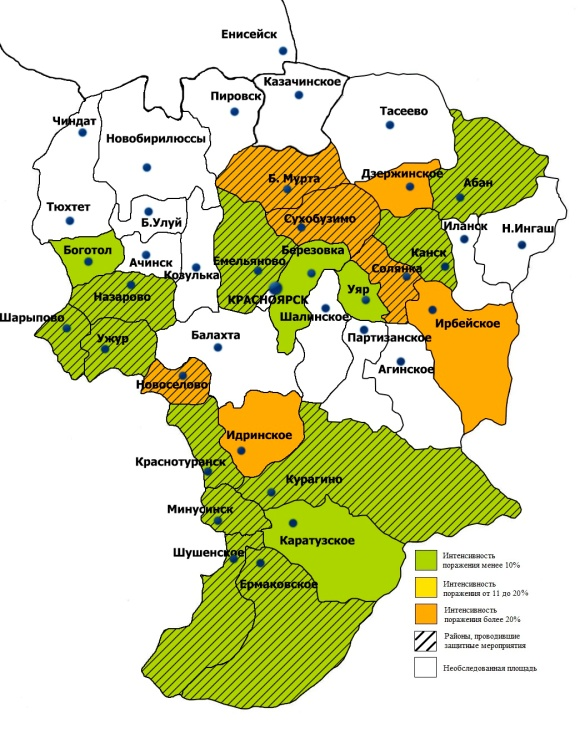 Енисейск
Казачинское
Пировск
Тасеево
Чиндат
Новобирилюссы
Б. Мурта
Дзержинское
Абан
Тюхтет
Б.Улуй
Сухобузимо
Иланск
Н.Ингаш
Боготол
Ачинск
Емельяново
Березовка
Канск
Козулька
Солянка
Назарово
КРАСНОЯРСК
Уяр
Шарыпово
Шалинское
Ирбейское
Ужур
Балахта
Партизанское
Агинское
Новоселово
Идринское
Краснотуранск
Курагино
Минусинск
Каратузское
Шушенское
Ермаковское
Интенсивность
поражения менее 10%
Интенсивность
поражения от 11 до 20%
Интенсивность
поражения более 20%
Районы, проводившие
защитные мероприятия
Необследованная площадь